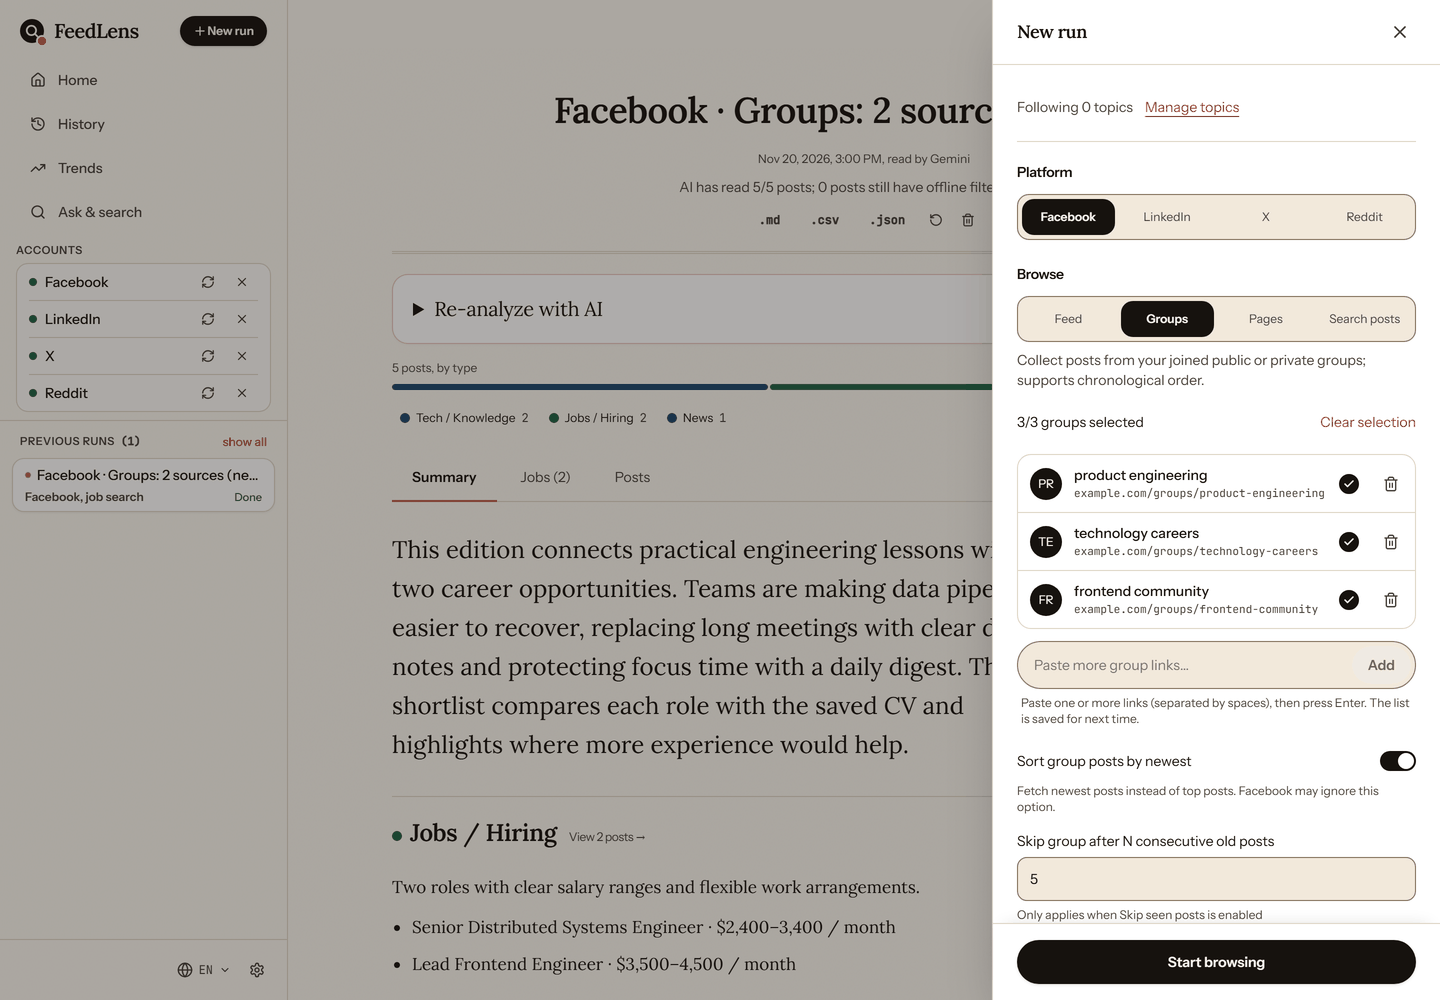 FeedLens
+ New run
Home
History
Trends
Ask & search
ACCOUNTS
Facebook
LinkedIn
X
Reddit
PREVIOUS RUNS (1)
show all
Facebook · Groups: 2 sources (ne...
Facebook, job search
Done
EN
Facebook · Groups: 2 sourc
Nov 20, 2026, 3:00 PM, read by Gemini
AI has read 5/5 posts; 0 posts still have offline filte
.md .csv .json
Re-analyze with AI
5 posts, by type
Tech / Knowledge 2 Jobs / Hiring 2 News 1
Summary Jobs (2) Posts
This edition connects practical engineering lessons wi
two career opportunities. Teams are making data pipe
easier to recover, replacing long meetings with clear d
notes and protecting focus time with a daily digest. Th
shortlist compares each role with the saved CV and
highlights where more experience would help.
Jobs / Hiring View 2 posts →
Two roles with clear salary ranges and flexible work arrangements.
• Senior Distributed Systems Engineer · $2,400–3,400 / month
• Lead Frontend Engineer · $3,500–4,500 / month
New run
Following 0 topics Manage topics
Platform
Facebook LinkedIn X Reddit
Browse
Feed Groups Pages Search posts
Collect posts from your joined public or private groups;
supports chronological order.
3/3 groups selected Clear selection
PR
product engineering
example.com/groups/product-engineering
TE
technology careers
example.com/groups/technology-careers
FR
frontend community
example.com/groups/frontend-community
Paste more group links... Add
Paste one or more links (separated by spaces), then press Enter. The list
is saved for next time.
Sort group posts by newest
Fetch newest posts instead of top posts. Facebook may ignore this
option.
Skip group after N consecutive old posts
5
Only applies when Skip seen posts is enabled
Start browsing